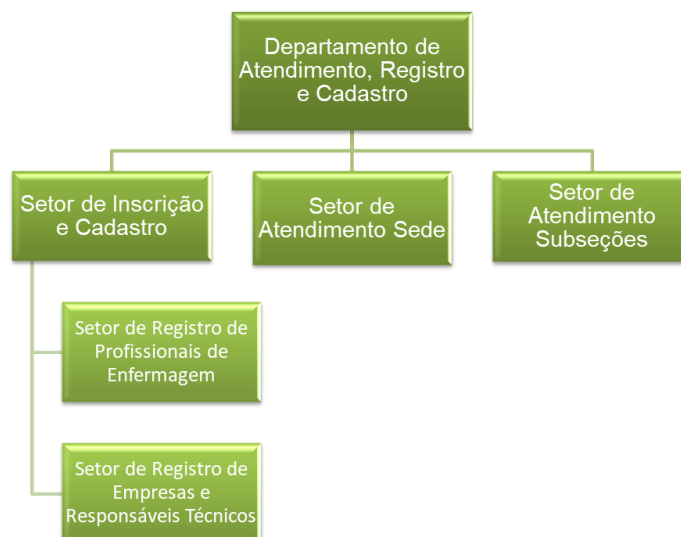 Departamento de
Atendimento, Registro
e Cadastro
Setor de Inscrição
e Cadastro
Setor de
Atendimento Sede
Setor de
Atendimento
Subseções
Setor de Registro de
Profissionais de
Enfermagem
Setor de Registro de
Empresas e
Responsáveis Técnicos